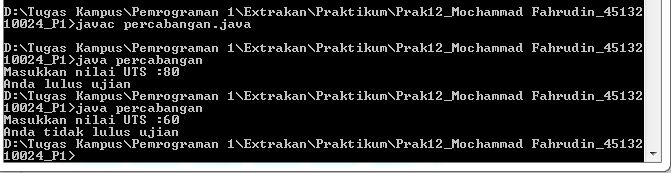 D:\Tugas Kampus\Pemrograman 1\Extrakan\Praktikum\Prak12_Mochammad Fahrudin_45132
10024_P1>javac percabangan.java
D:\Tugas Kampus\Pemrograman 1\Extrakan\Praktikum\Prak12_Mochammad Fahrudin_45132
10024_P1>java percabangan
Masukkan nilai UTS :80
Anda lulus ujian
D:\Tugas Kampus\Pemrograman 1\Extrakan\Praktikum\Prak12_Mochammad Fahrudin_45132
10024_P1>java percabangan
Masukkan nilai UTS :60
Anda tidak lulus ujian
D:\Tugas Kampus\Pemrograman 1\Extrakan\Praktikum\Prak12_Mochammad Fahrudin_45132
10024_P1>